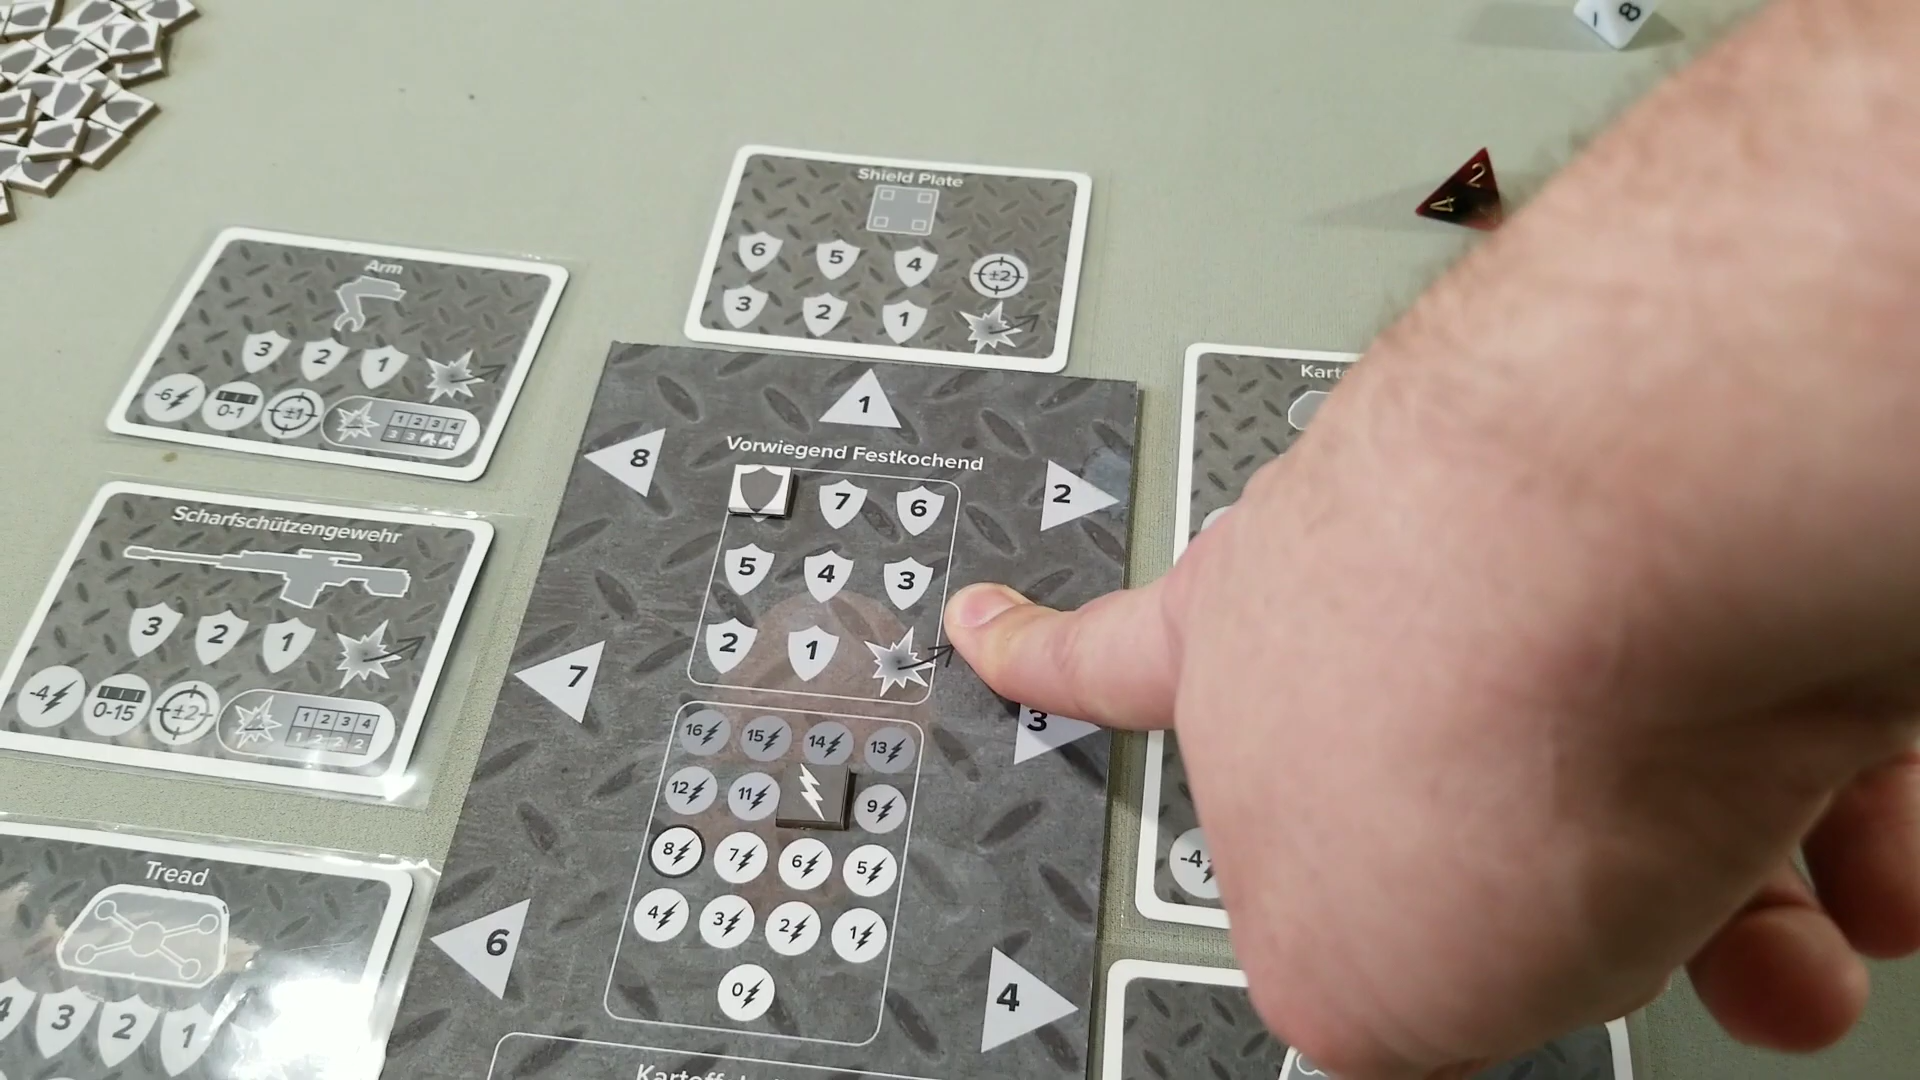 8
Shield Plate
6 5 4
±2
3 2 1
2
4
Arm
3 2 1
-6 0-1 ±1
1 2 3 4
3 3
Scharfschützengewehr
3 2 1
-4 0-15 ±2
1 2 3 4
1 2 2 2
Tread
4 3 2 1
1
8
2
7
3
6
4
Vorwiegend Festkochend
7 6
5 4 3
2 1
16 15 14 13
12 11 9
8 7 6 5
4 3 2 1
0
-4